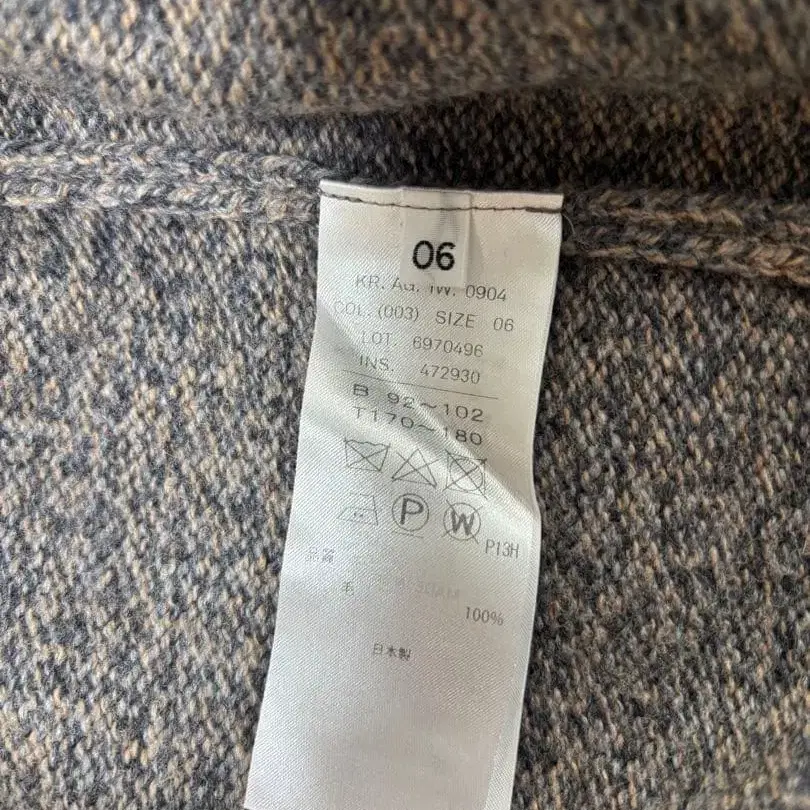 06
KR. AG. IW. 0904
COL.(003) SIZE 06
LOT. 6970496
INS. 472930
B 92～102
T170～180
P W
P13H
品質
毛
100%
日本製